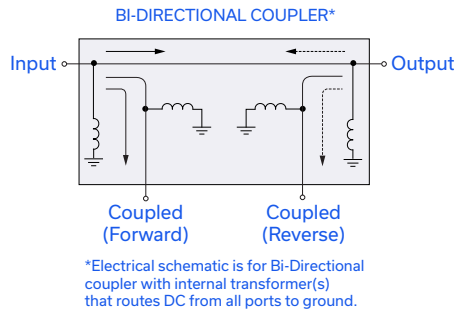 BI-DIRECTIONAL COUPLER*
Input
Output
Coupled
(Forward)
Coupled
(Reverse)
*Electrical schematic is for Bi-Directional
coupler with internal transformer(s)
that routes DC from all ports to ground.